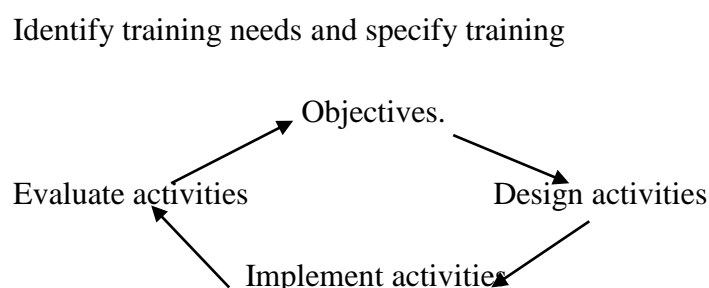 Identify training needs and specify training
Objectives.
Evaluate activities
Design activities
Implement activities